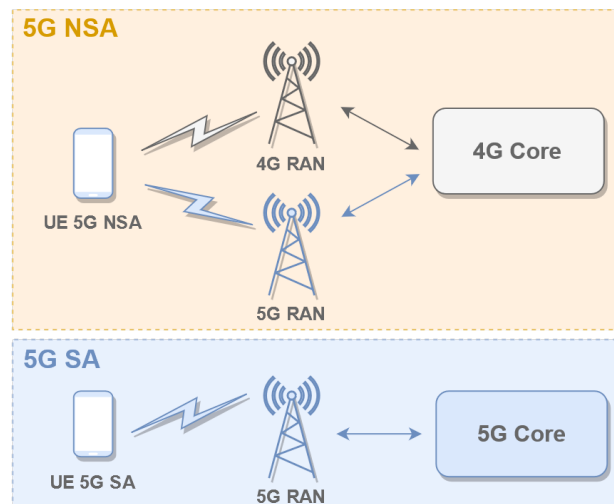 5G NSA
4G RAN
4G Core
UE 5G NSA
5G RAN
5G SA
5G Core
UE 5G SA
5G RAN